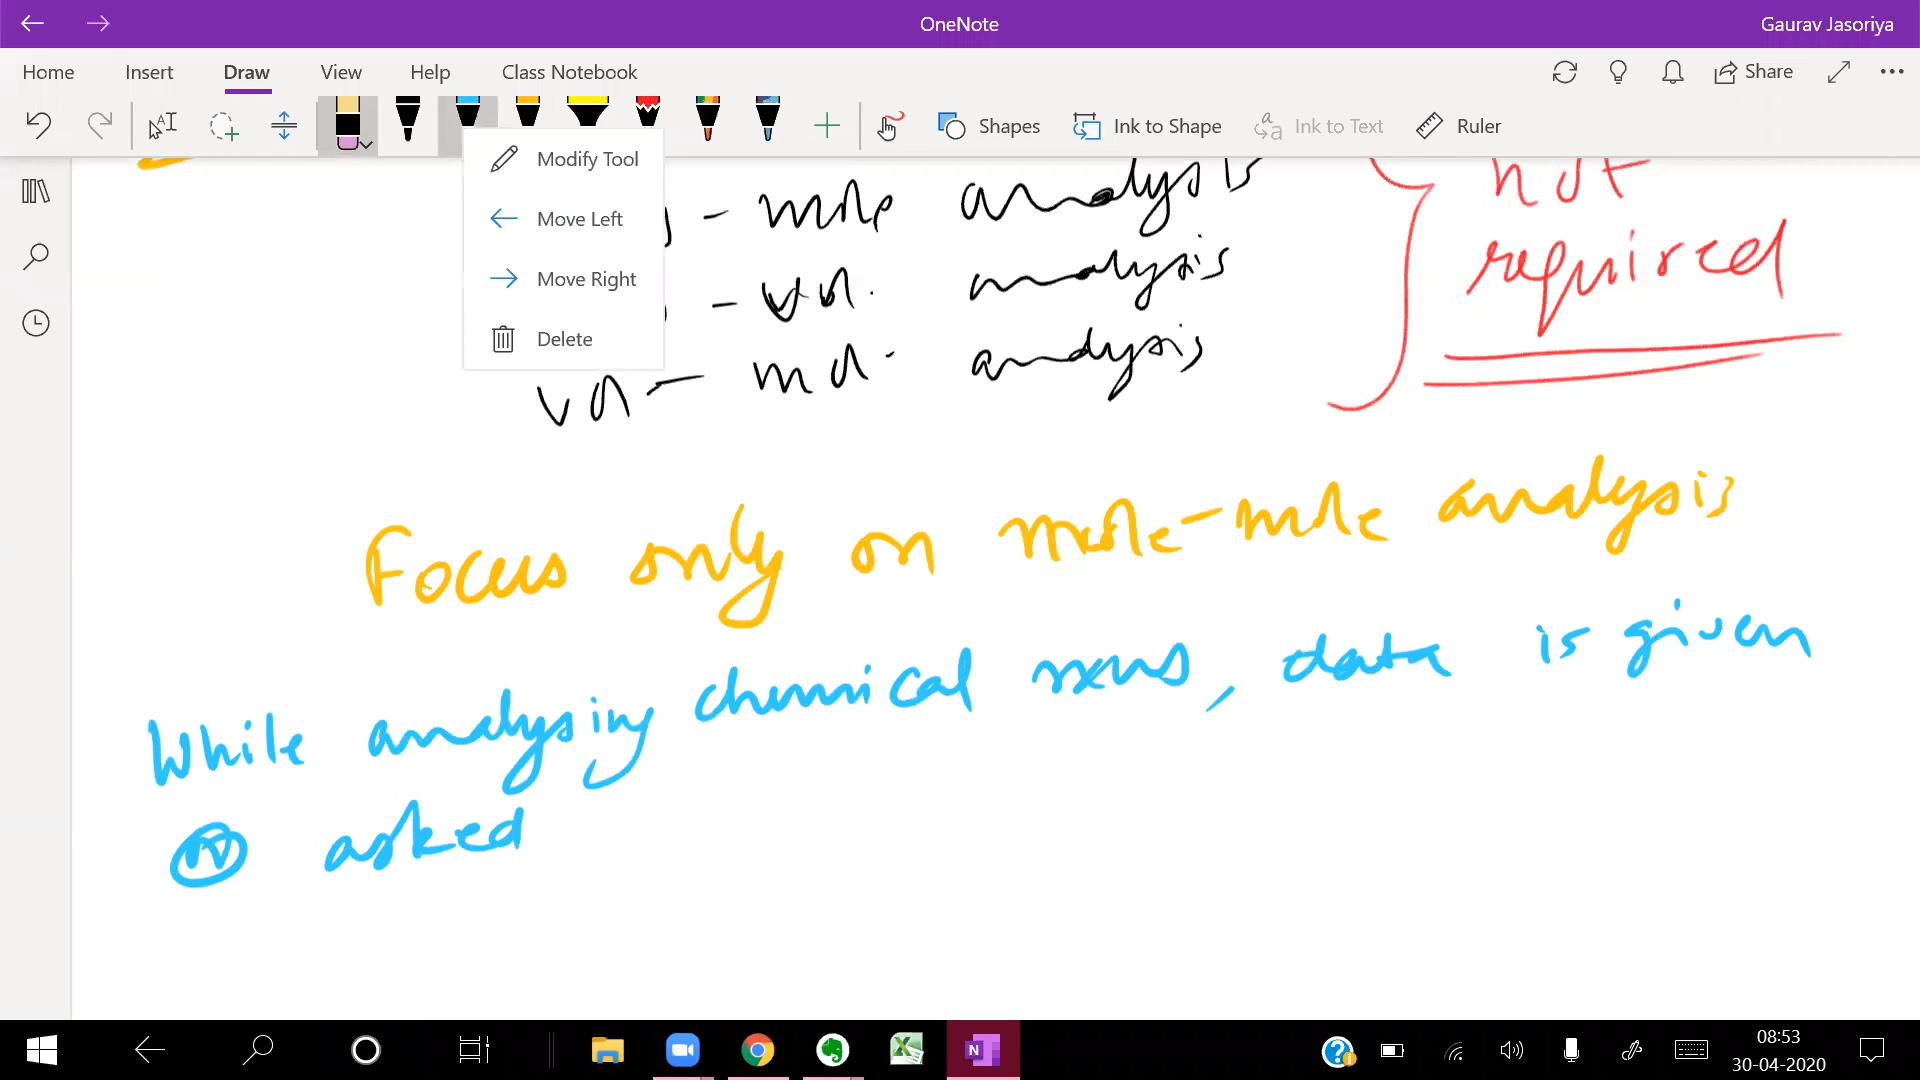 OneNote
Gaurav Jasoriya
Home Insert Draw View Help Class Notebook Share
Shapes Ink to Shape Ink to Text Ruler
Modify Tool
Move Left
Move Right
Delete
- mole analysis
- vol. analysis
vol - mol. analysis
not
required
Focus only on mole-mole analysis
While analysing chemical rxns, data is given
asked
08:53
30-04-2020